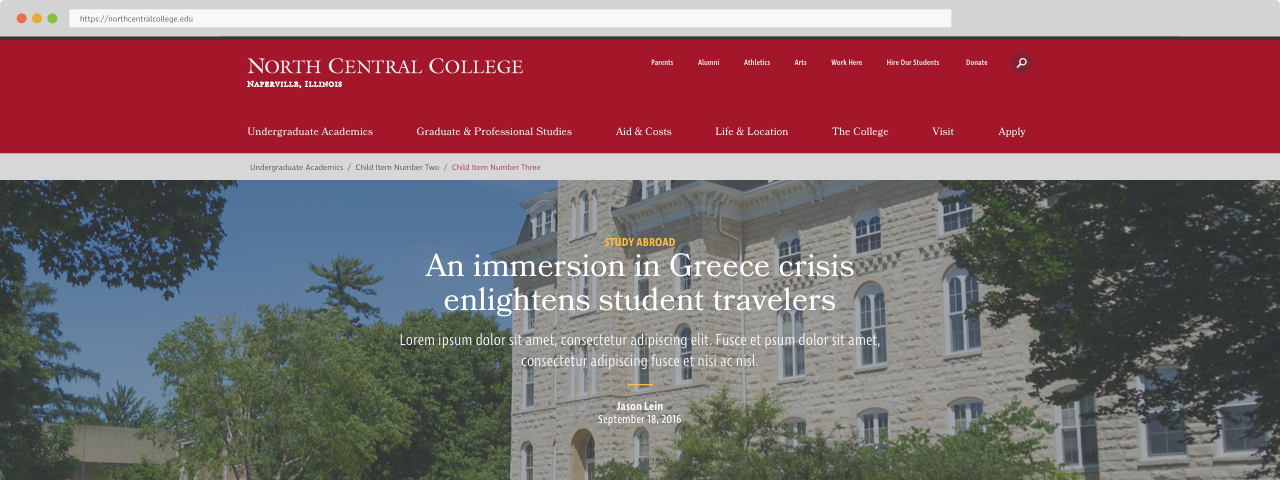 https://northcentralcollege.edu
North Central College
Naperville, Illinois
Parents Alumni Athletics Arts Work Here Hire Our Students Donate
Undergraduate Academics Graduate & Professional Studies Aid & Costs Life & Location The College Visit Apply
Undergraduate Academics / Child Item Number Two / Child Item Number Three
STUDY ABROAD
An immersion in Greece crisis
enlightens student travelers
Lorem ipsum dolor sit amet, consectetur adipiscing elit. Fusce et psum dolor sit amet,
consectetur adipiscing fusce et nisi ac nisl.
Jason Lein
September 18, 2016